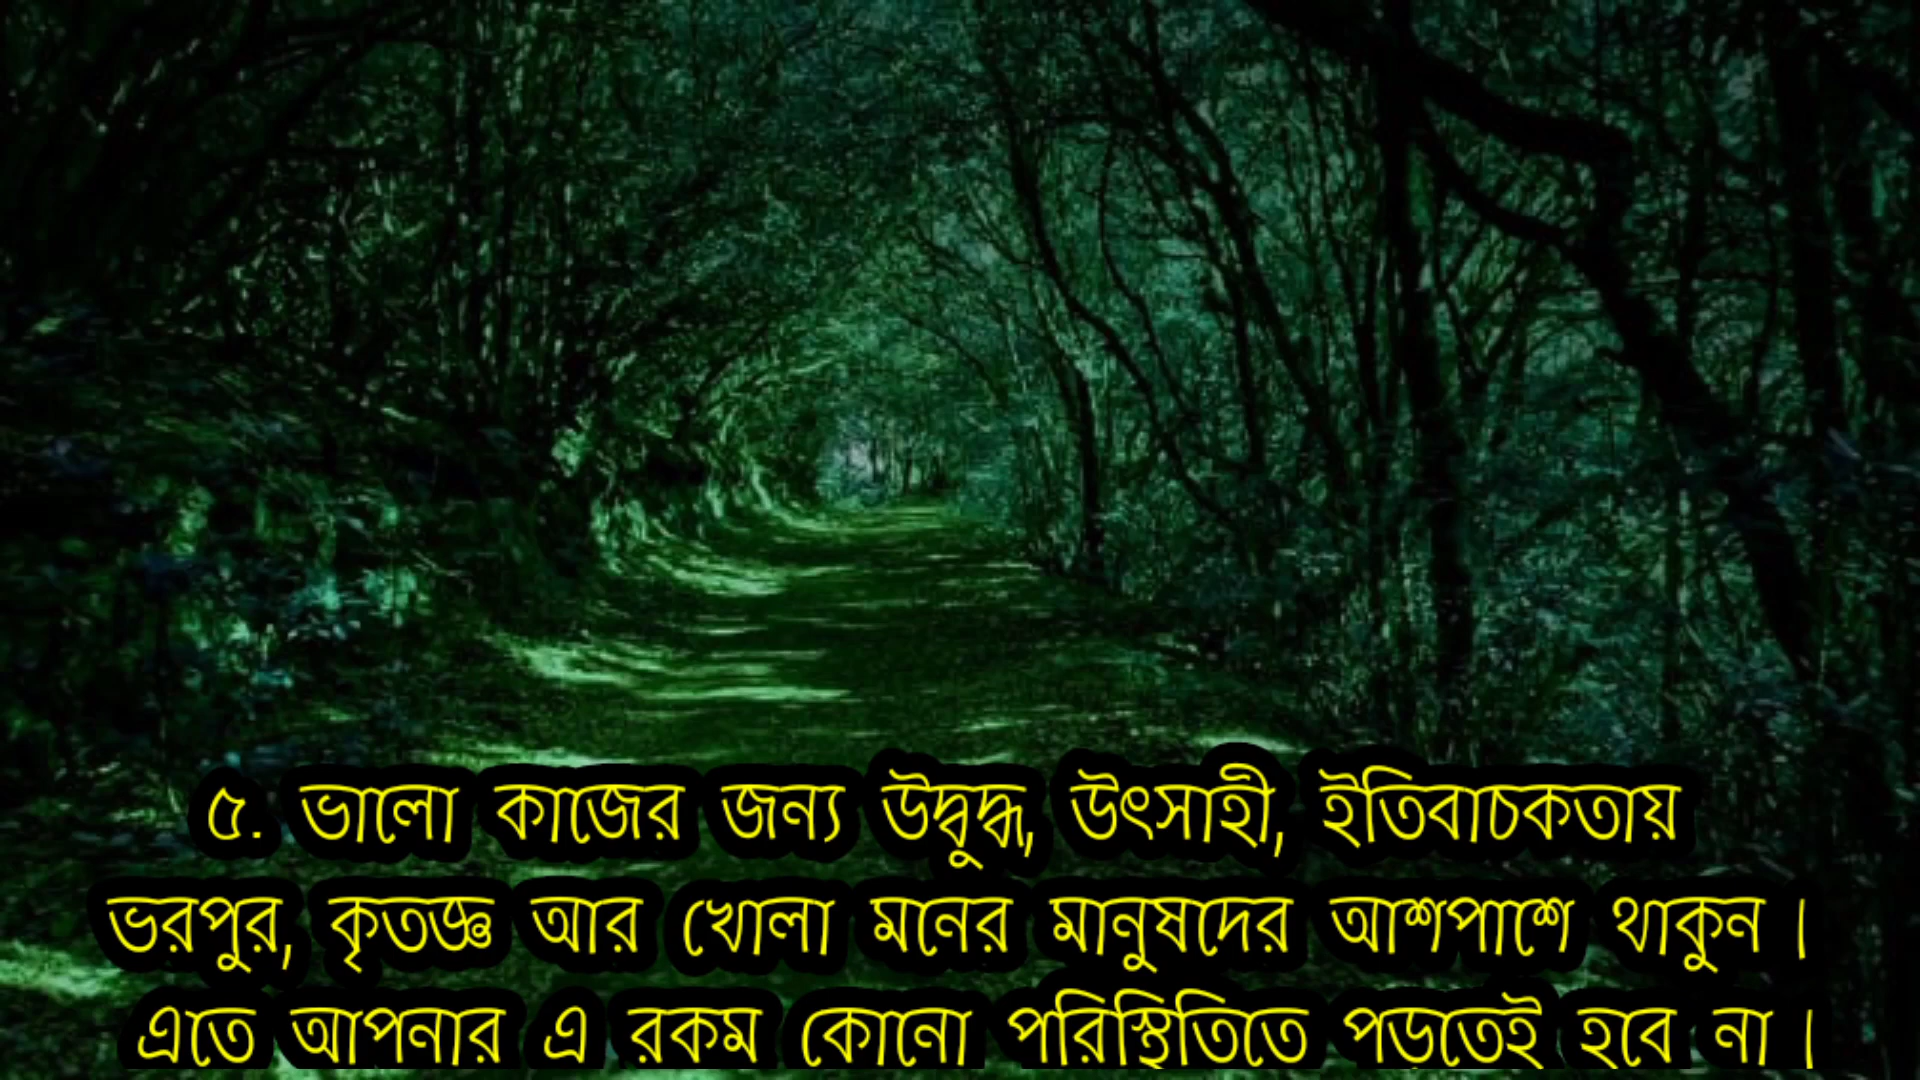 ৫. ভালো কাজের জন্য উদ্বুদ্ধ, উৎসাহী, ইতিবাচকতায়
ভরপুর, কৃতজ্ঞ আর খোলা মনের মানুষদের আশপাশে থাকুন।
এতে আপনার এ রকম কোনো পরিস্থিতিতে পড়তেই হবে না।